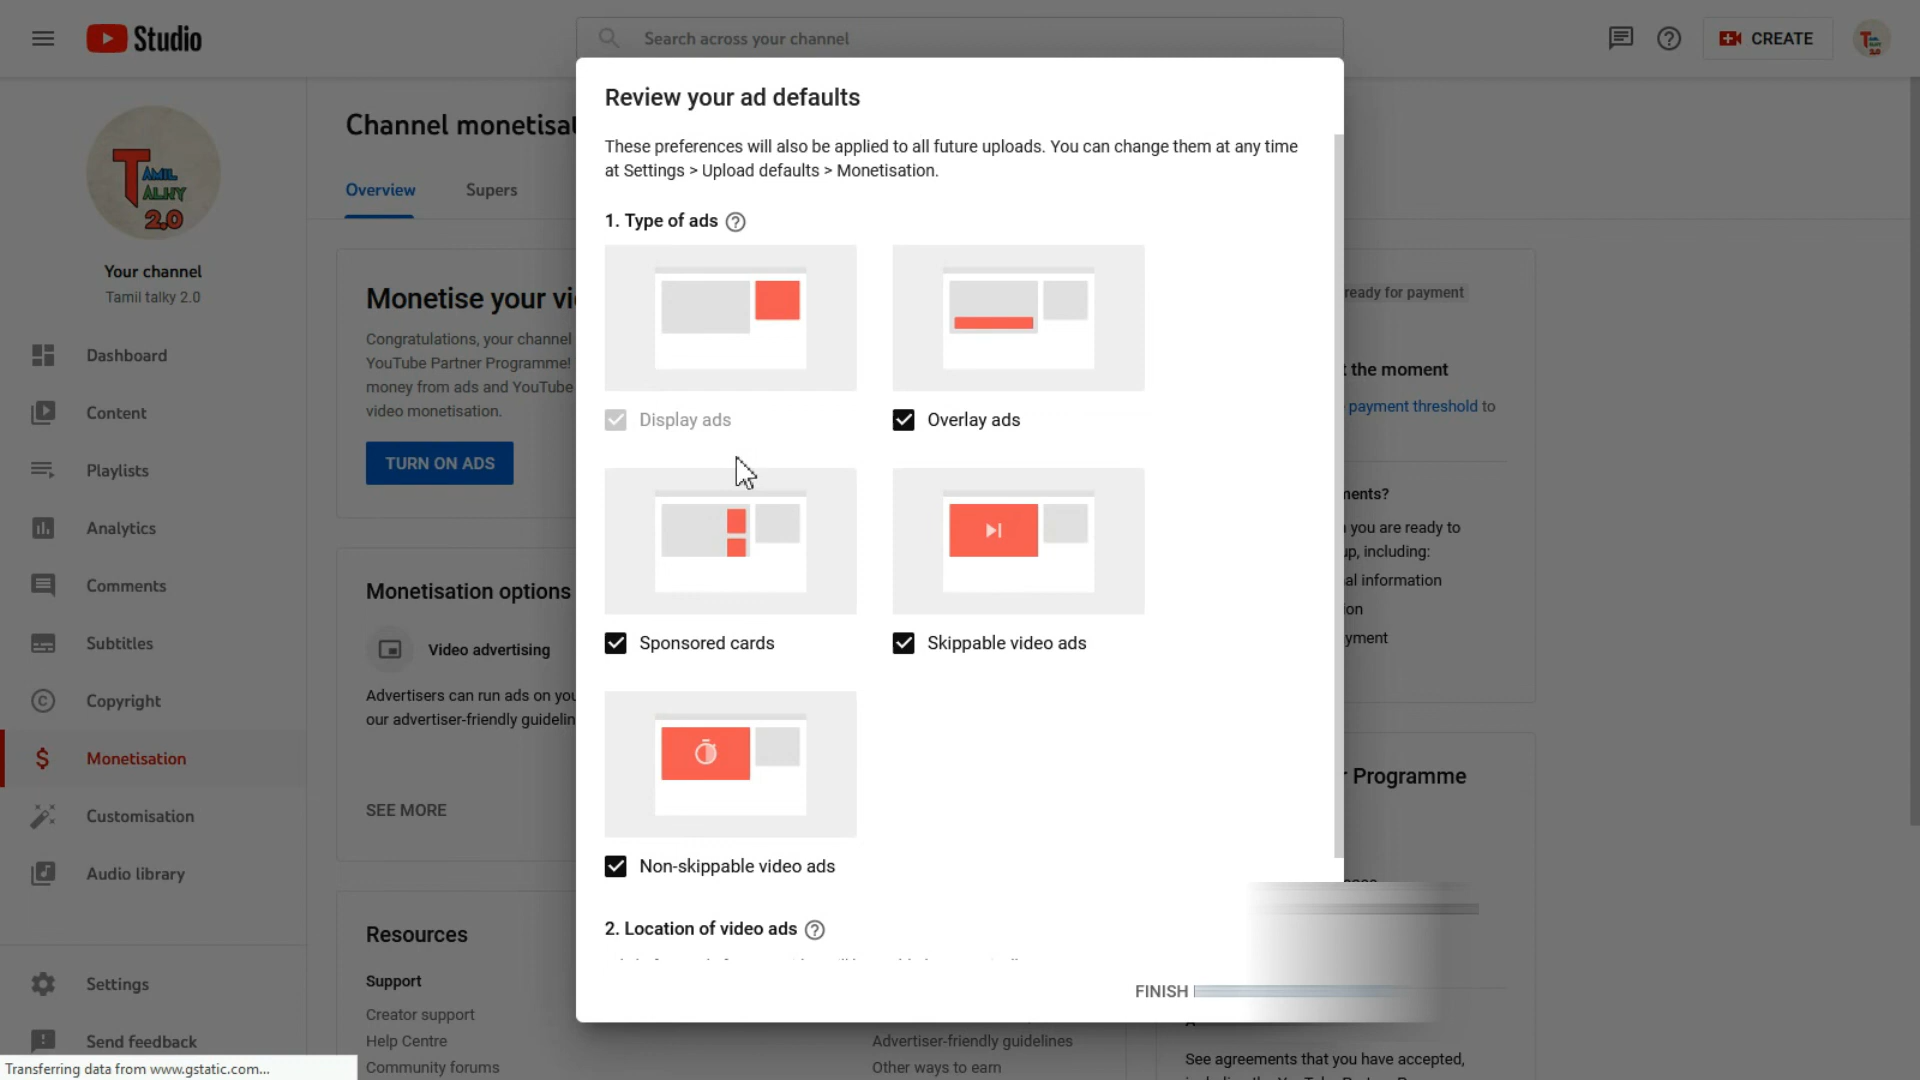 Studio
Search across your channel
CREATE
TAMIL
TALKY
2.0
Your channel
Tamil talky 2.0
Dashboard
Content
Playlists
Analytics
Comments
Subtitles
Copyright
Monetisation
Customisation
Audio library
Settings
Send feedback
Transferring data from www.gstatic.com...
Channel
Overview
Supers
Monetise your
Congratulations, your channel
YouTube Partner Programme!
money from ads and YouTube
video monetisation.
TURN ON ADS
Monetisation options
Video advertising
Advertisers can run ads on
our advertiser-friendly
SEE MORE
Resources
Support
Creator support
Help Centre
Community forums
Review your ad defaults
These preferences will also be applied to all future uploads. You can change them at any time
at Settings > Upload defaults > Monetisation.
1. Type of ads
Display ads
Overlay ads
Sponsored cards
Skippable video ads
Non-skippable video ads
2. Location of video ads
FINISH
Advertiser-friendly guidelines
Other ways to earn
ready for payment
the moment
payment threshold to
you are ready to
including:
information
Programme
See agreements that you have accepted,